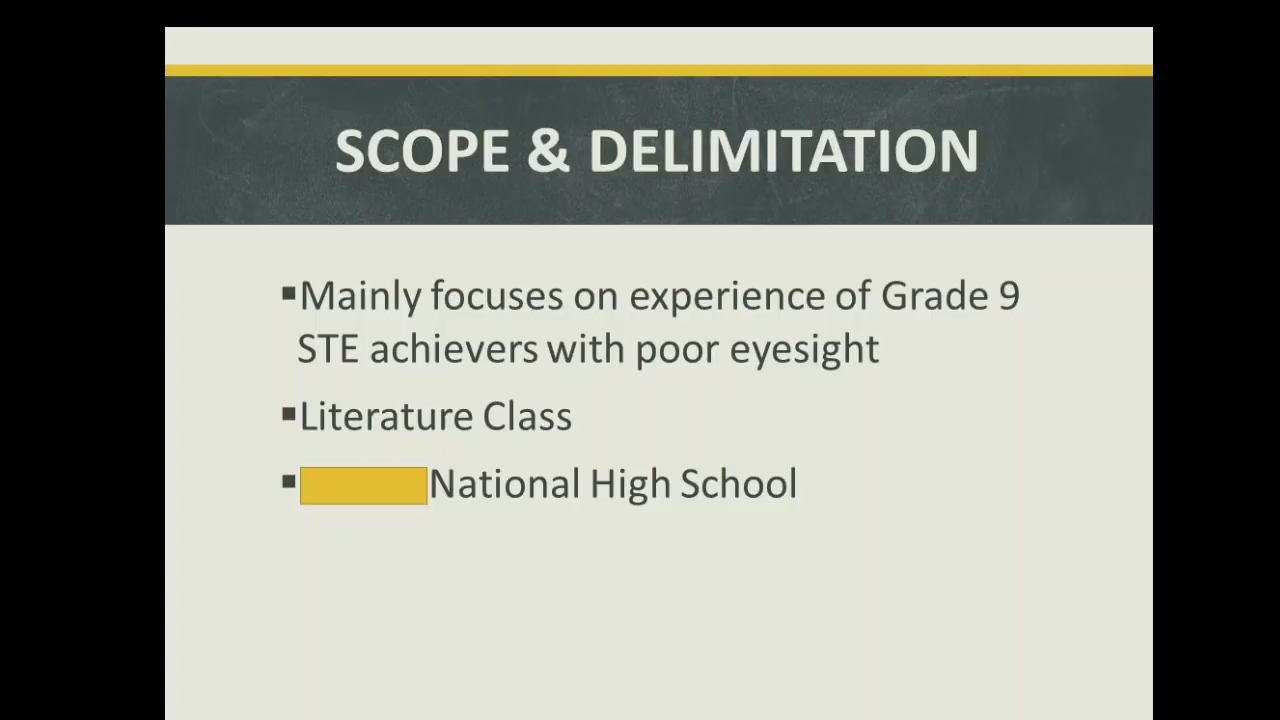 SCOPE & DELIMITATION
▪Mainly focuses on experience of Grade 9
STE achievers with poor eyesight
▪Literature Class
▪National High School